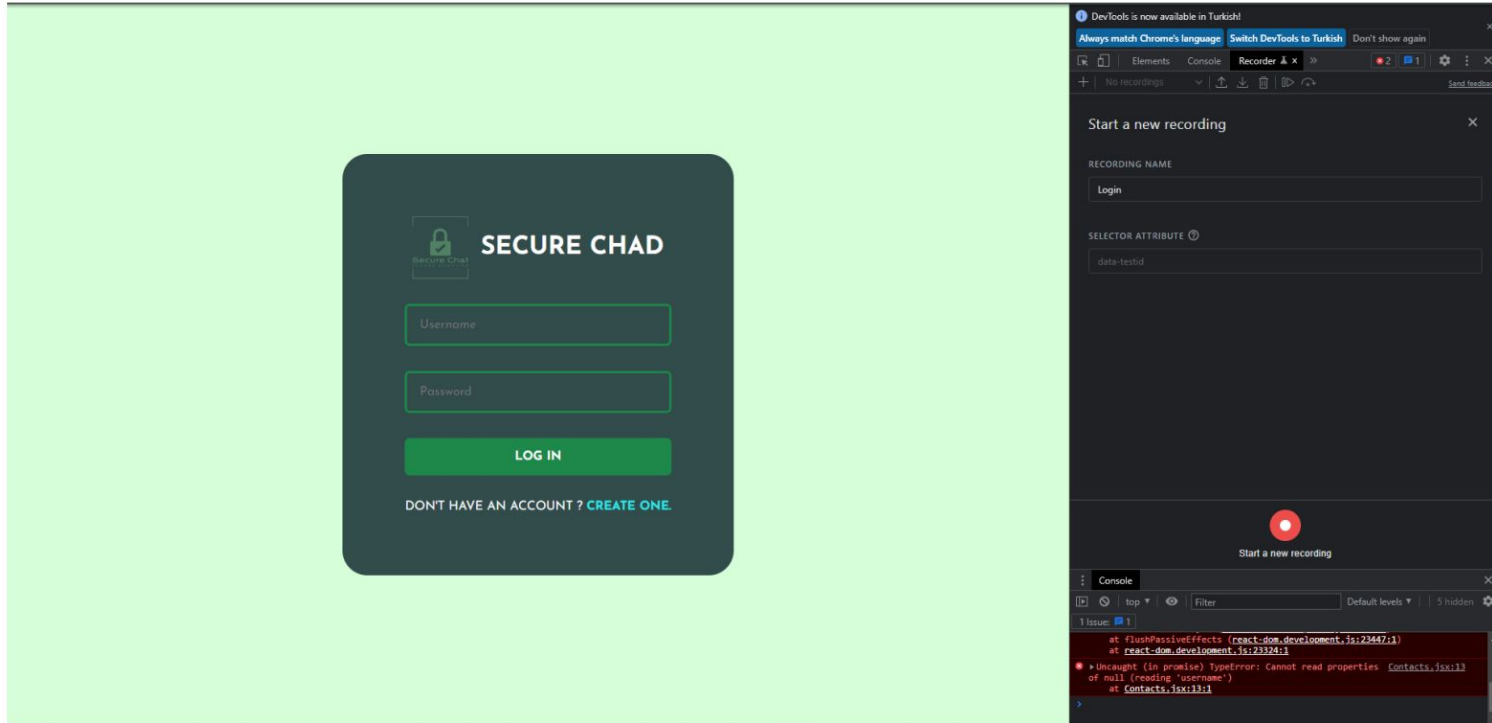 DevTools is now available in Turkish!
Always match Chrome's language Switch DevTools to Turkish Don't show again
Elements Console Recorder × »
2 1
No recordings
Send feedbac
Start a new recording
RECORDING NAME
Login
SELECTOR ATTRIBUTE
data-testid
Secure Chat
SECURE CHAD
Username
Password
LOG IN
DON'T HAVE AN ACCOUNT ? CREATE ONE.
Start a new recording
Console
top ▼ Filter Default levels ▼ 5 hidden
1 Issue: 1
at flushPassiveEffects (react-dom.development.js:23447:1)
at react-dom.development.js:23324:1
Uncaught (in promise) TypeError: Cannot read properties Contacts.jsx:13
of null (reading 'username')
at Contacts.jsx:13:1